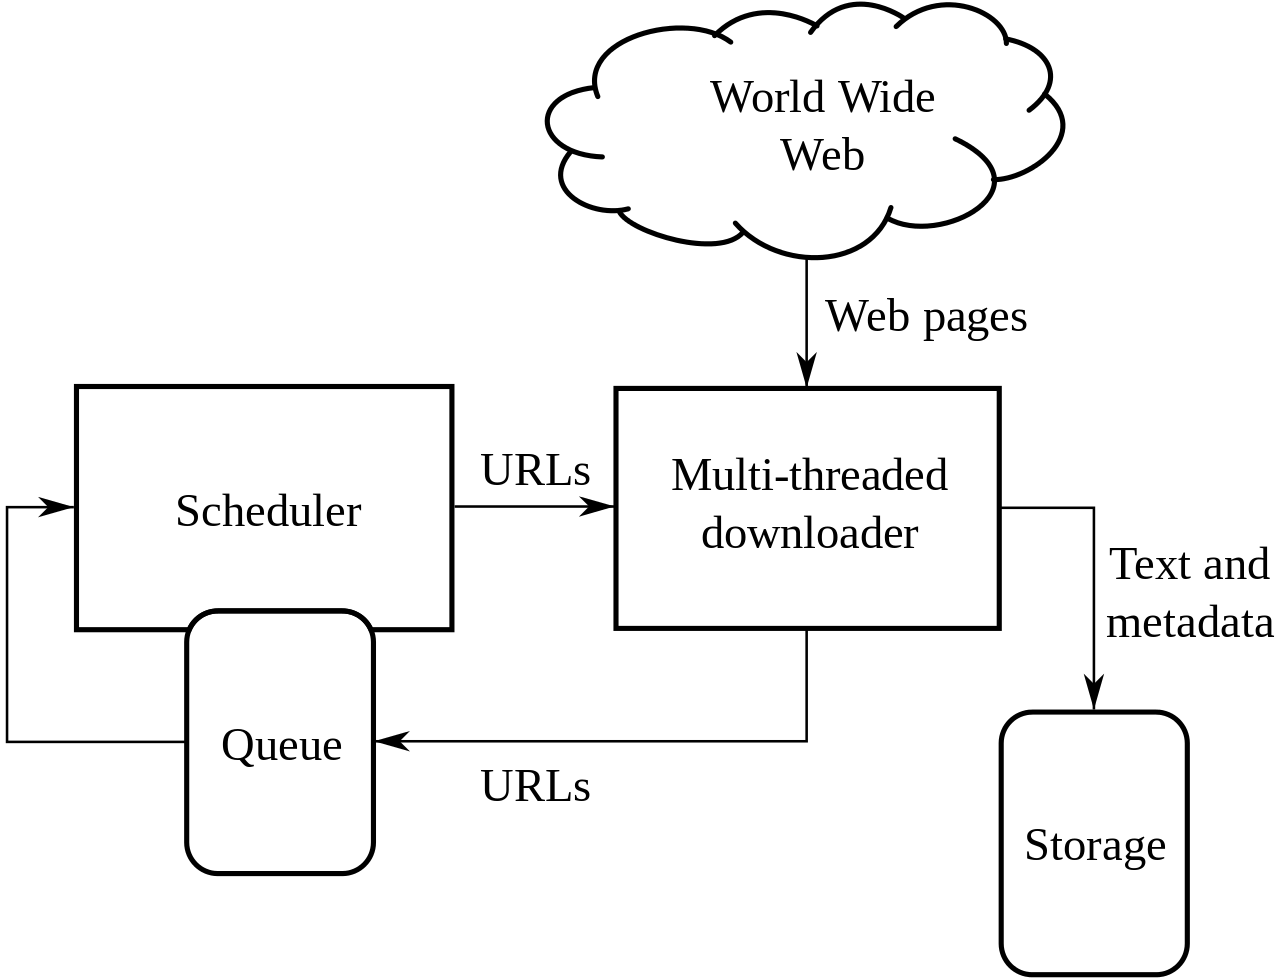 World Wide
Web
Web pages
URLs
Scheduler
Multi-threaded
downloader
Text and
metadata
Queue
URLs
Storage